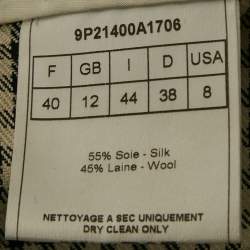 9P21400A1706
F GB I D USA
40 12 44 38 8
55% Soie - Silk
45% Laine - Wool
NETTOYAGE A SEC UNIQUEMENT
DRY CLEAN ONLY